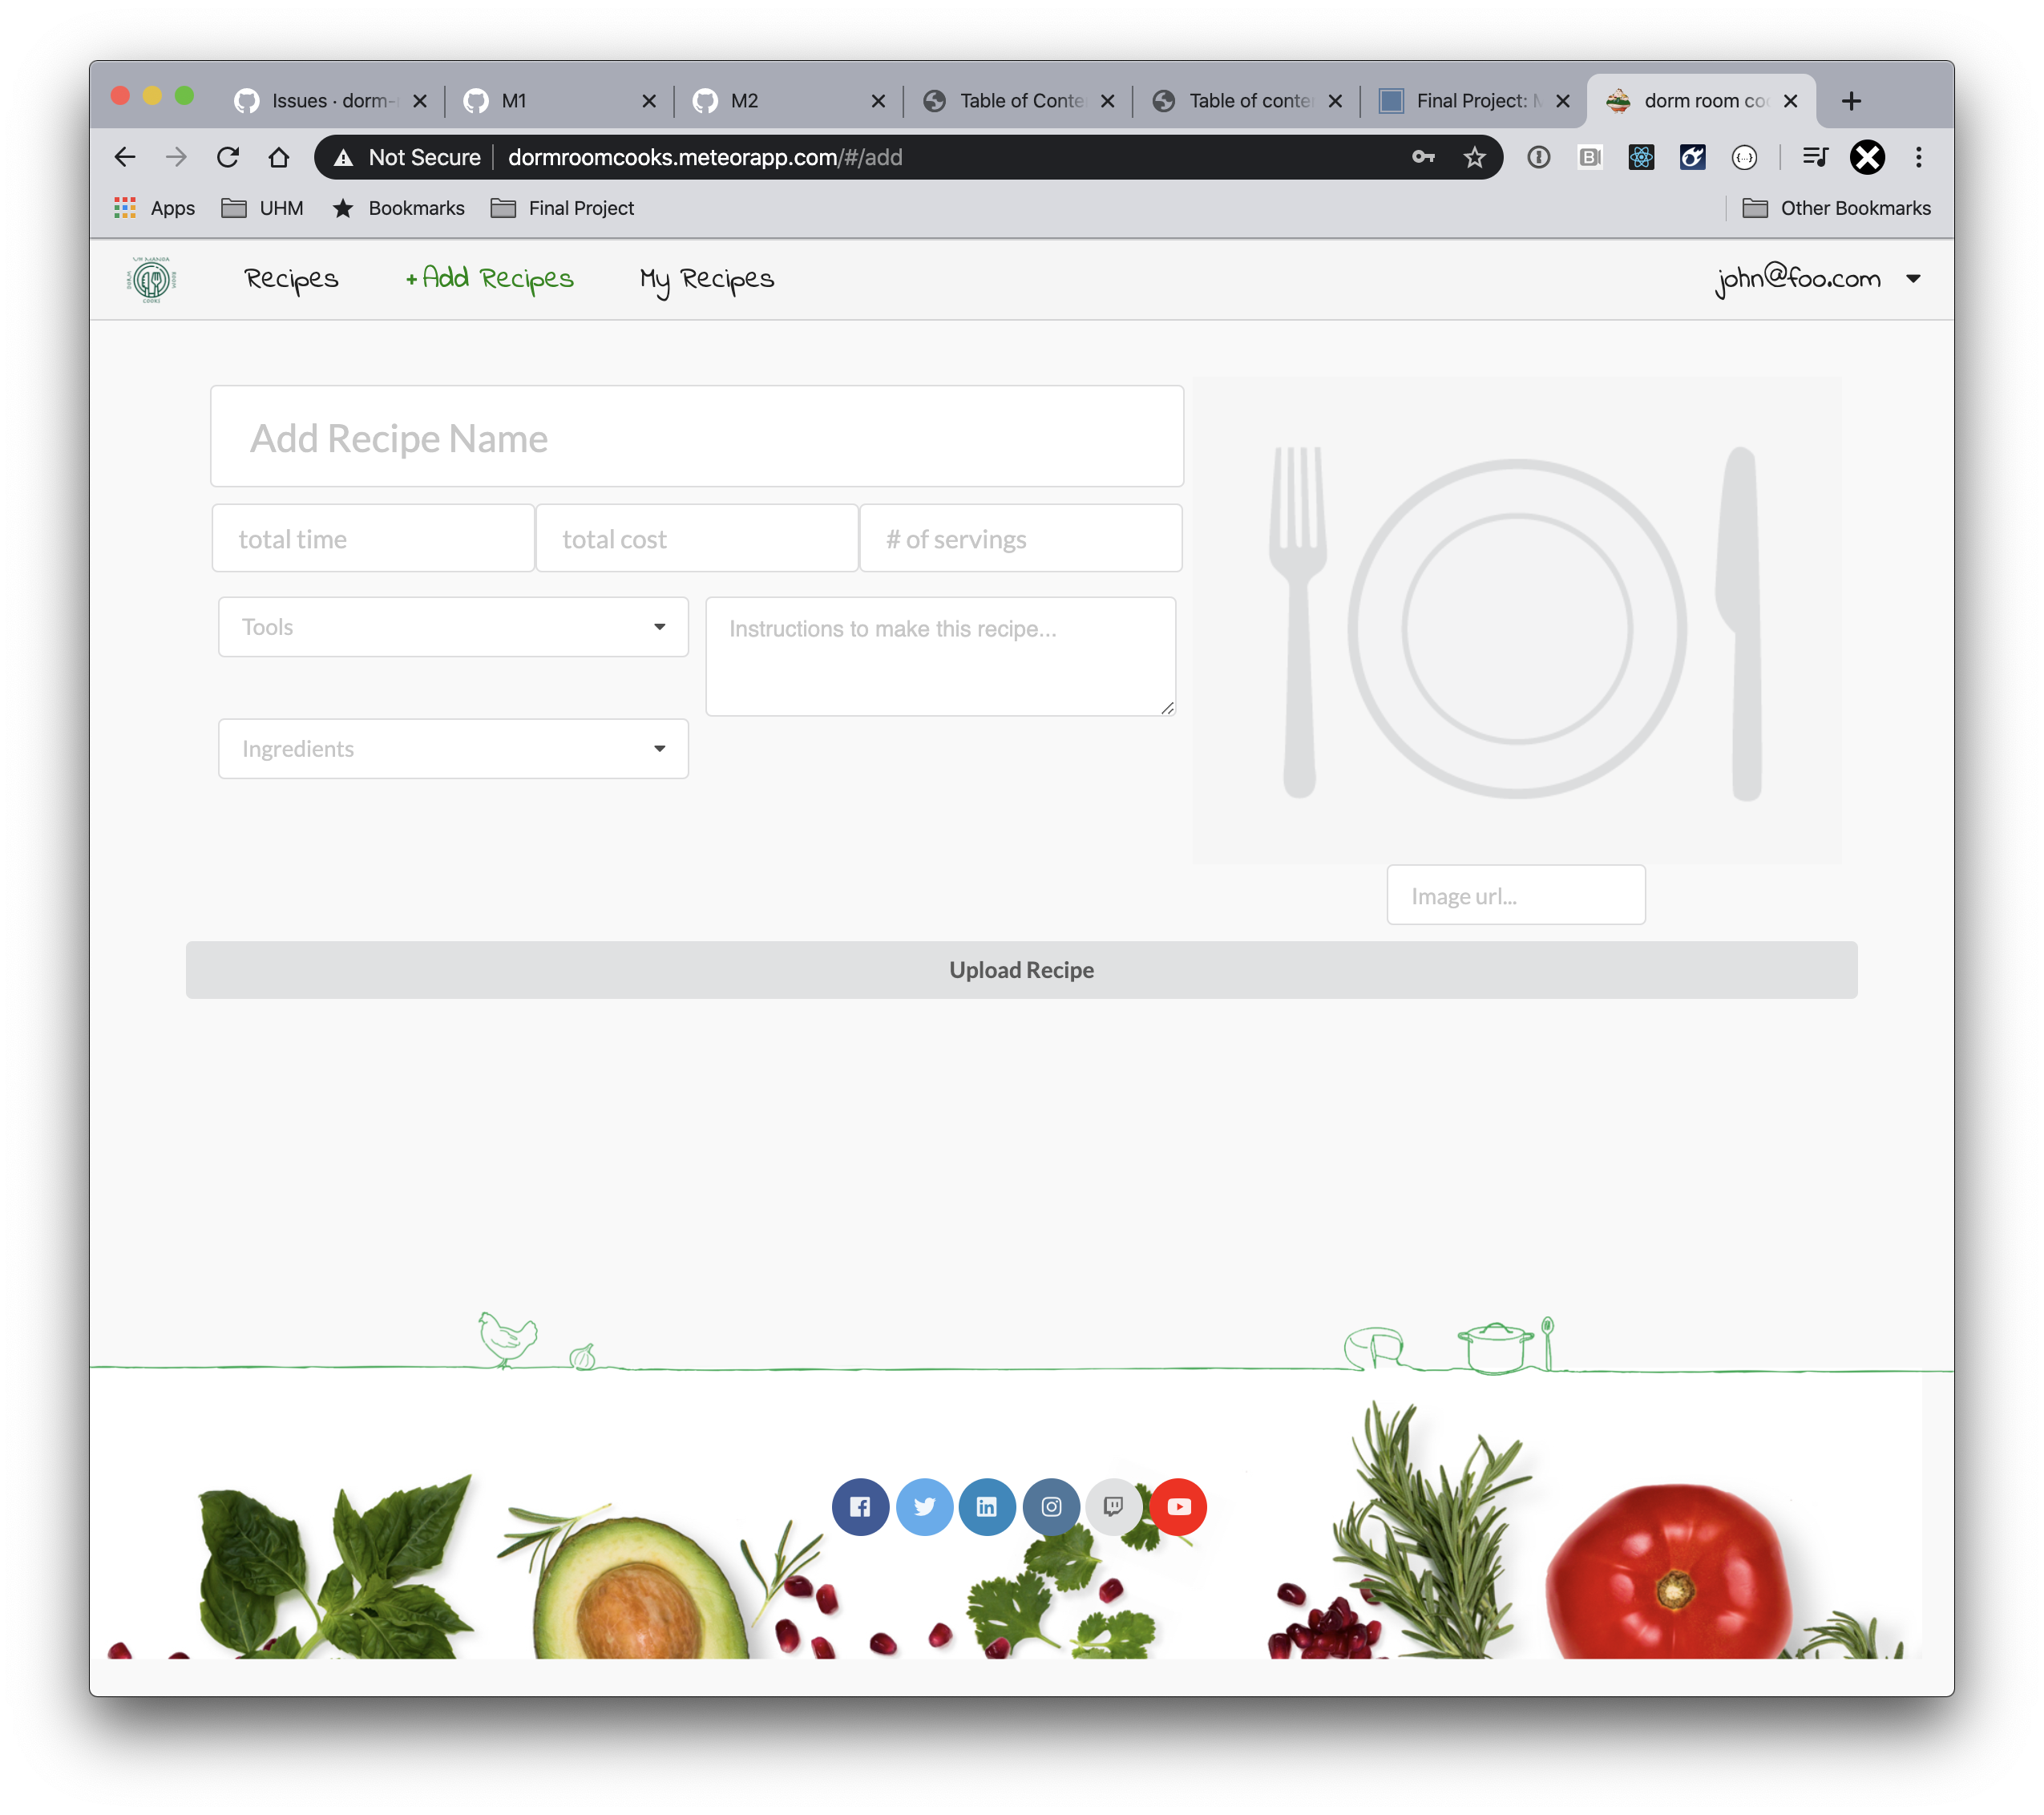 Issues · dorm-
M1
M2
Table of Conte
Table of conte
Final Project: M
dorm room coo
Not Secure
dormroomcooks.meteorapp.com/#/add
Apps
UHM
Bookmarks
Final Project
Other Bookmarks
COOKS
Recipes
+ Add Recipes
My Recipes
john@foo.com
Add Recipe Name
total time
total cost
# of servings
Tools
Instructions to make this recipe...
Ingredients
Image url...
Upload Recipe